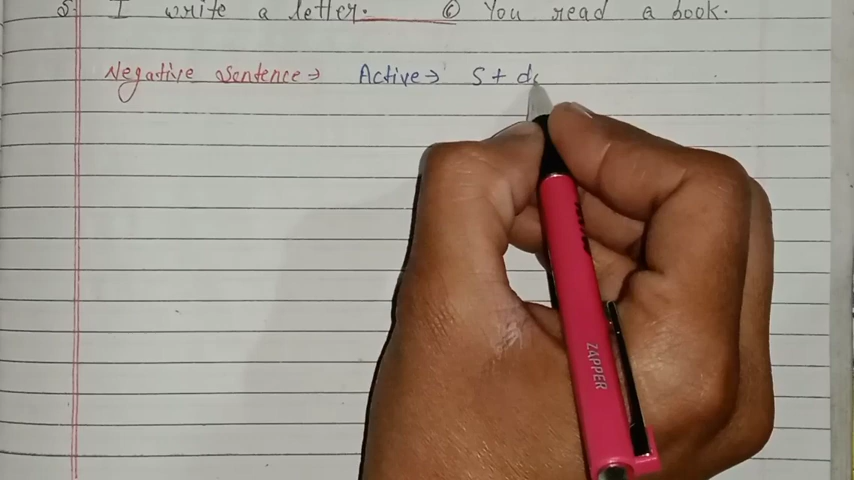 5. I write a letter. ⑥ You read a book.
Negative Sentence → Active → S + do
ZAPPER